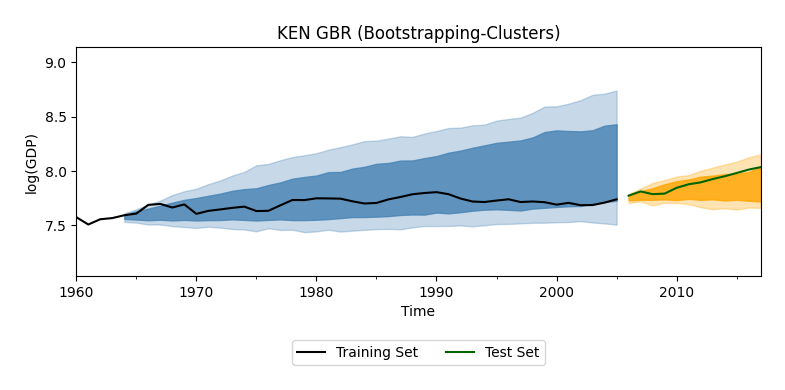 KEN GBR (Bootstrapping-Clusters)
log(GDP)
9.0
8.5
8.0
7.5
1960 1970 1980 1990 2000 2010
Time
Training Set Test Set